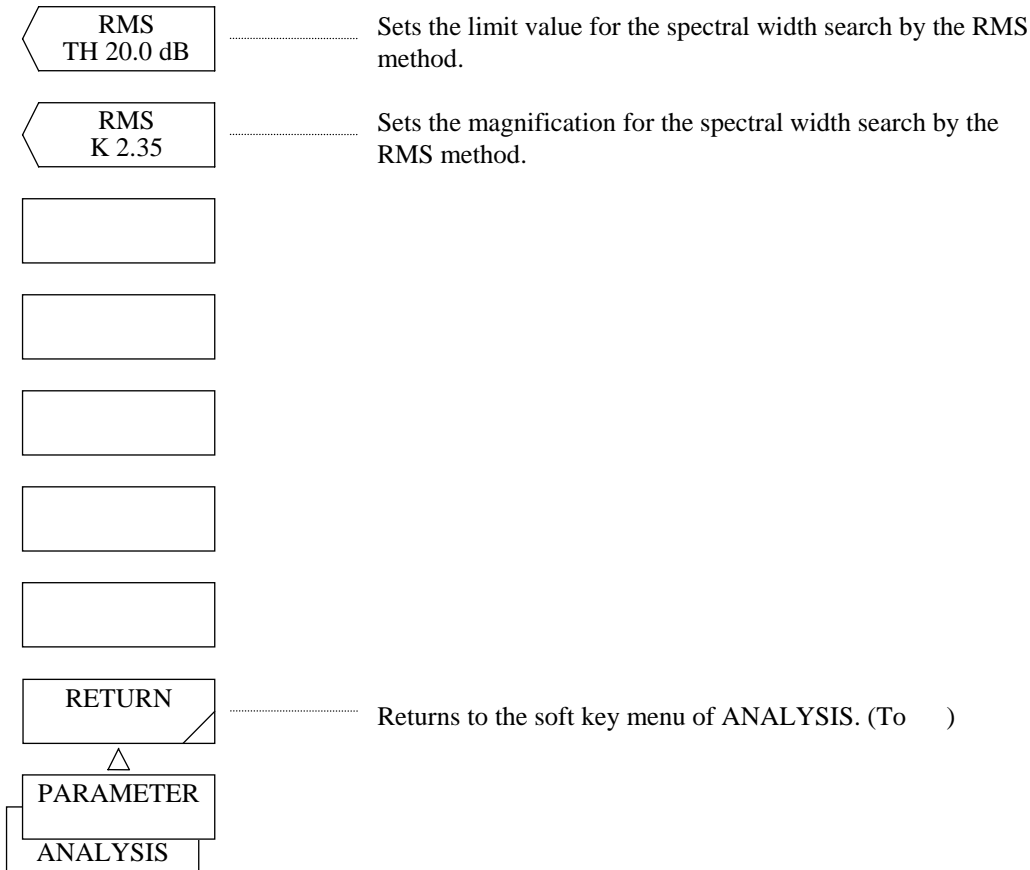 RMS
TH 20.0 dB
Sets the limit value for the spectral width search by the RMS
method.
RMS
K 2.35
Sets the magnification for the spectral width search by the
RMS method.
RETURN
Returns to the soft key menu of ANALYSIS. (To )
PARAMETER
ANALYSIS